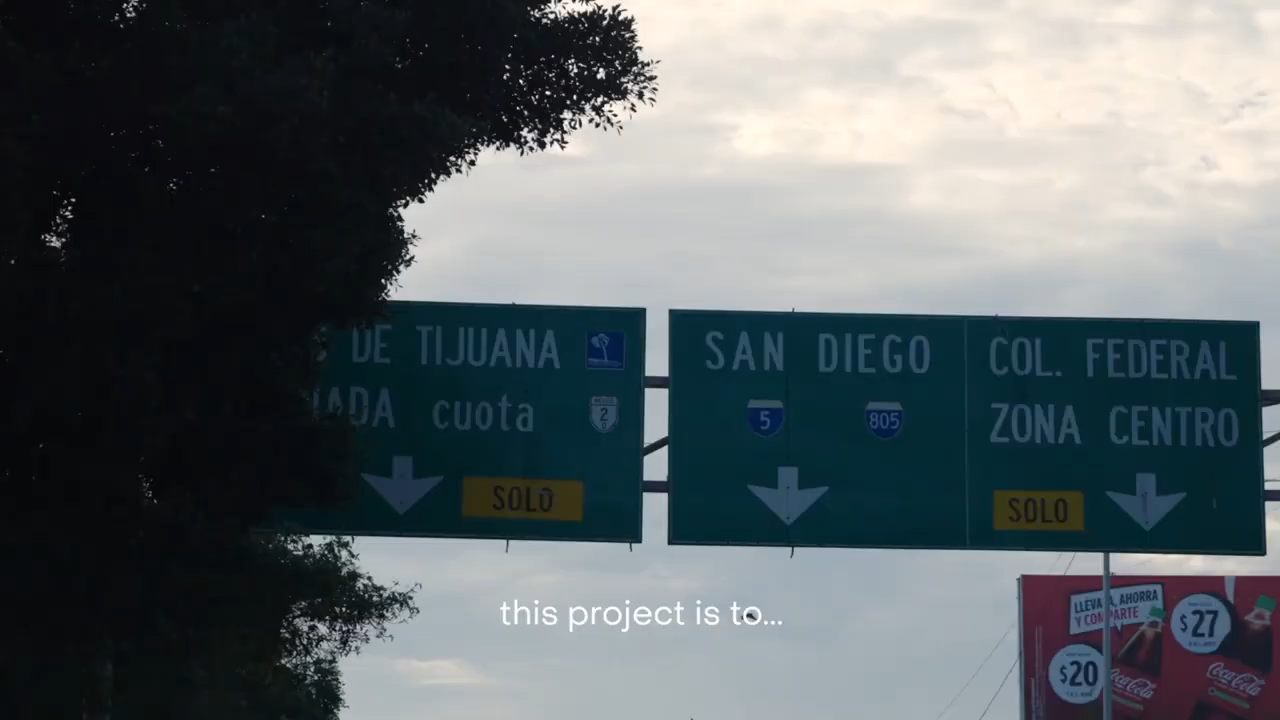 DE TIJUANA
cuota
2
SOLO
SAN DIEGO
5
805
COL. FEDERAL
ZONA CENTRO
SOLO
this project is to...
LLEVA, AHORRA
Y COMPARTE
$27
$20
Coca-Cola
Coca-Cola